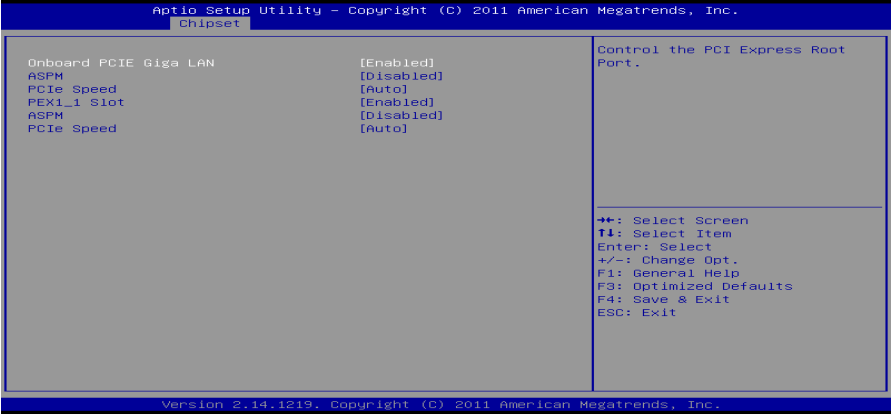 Aptio Setup Utility – Copyright (C) 2011 American Megatrends, Inc.
Chipset
Onboard PCIE Giga LAN [Enabled]
ASPM [Disabled]
PCIe Speed [Auto]
PEX1_1 Slot [Enabled]
ASPM [Disabled]
PCIe Speed [Auto]
Control the PCI Express Root
Port.
→←: Select Screen
↑↓: Select Item
Enter: Select
+/-: Change Opt.
F1: General Help
F3: Optimized Defaults
F4: Save & Exit
ESC: Exit
Version 2.14.1219. Copyright (C) 2011 American Megatrends, Inc.